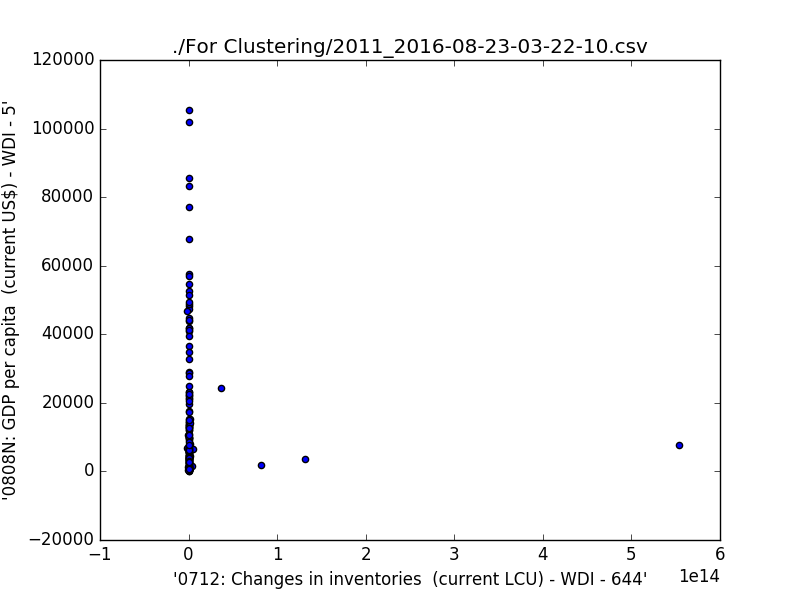 ./For Clustering/2011_2016-08-23-03-22-10.csv
120000
100000
80000
60000
40000
20000
0
−20000
'0808N: GDP per capita  (current US$) - WDI - 5'
−1 0 1 2 3 4 5 6
1e14
'0712: Changes in inventories  (current LCU) - WDI - 644'